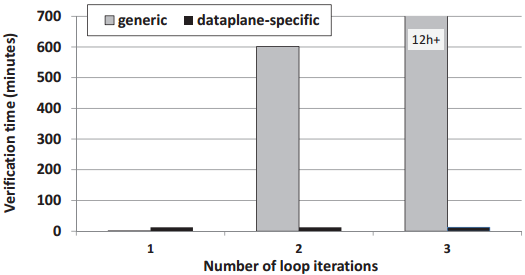 generic dataplane-specific
Verification time (minutes)
700
600
500
400
300
200
100
0
12h+
1 2 3
Number of loop iterations